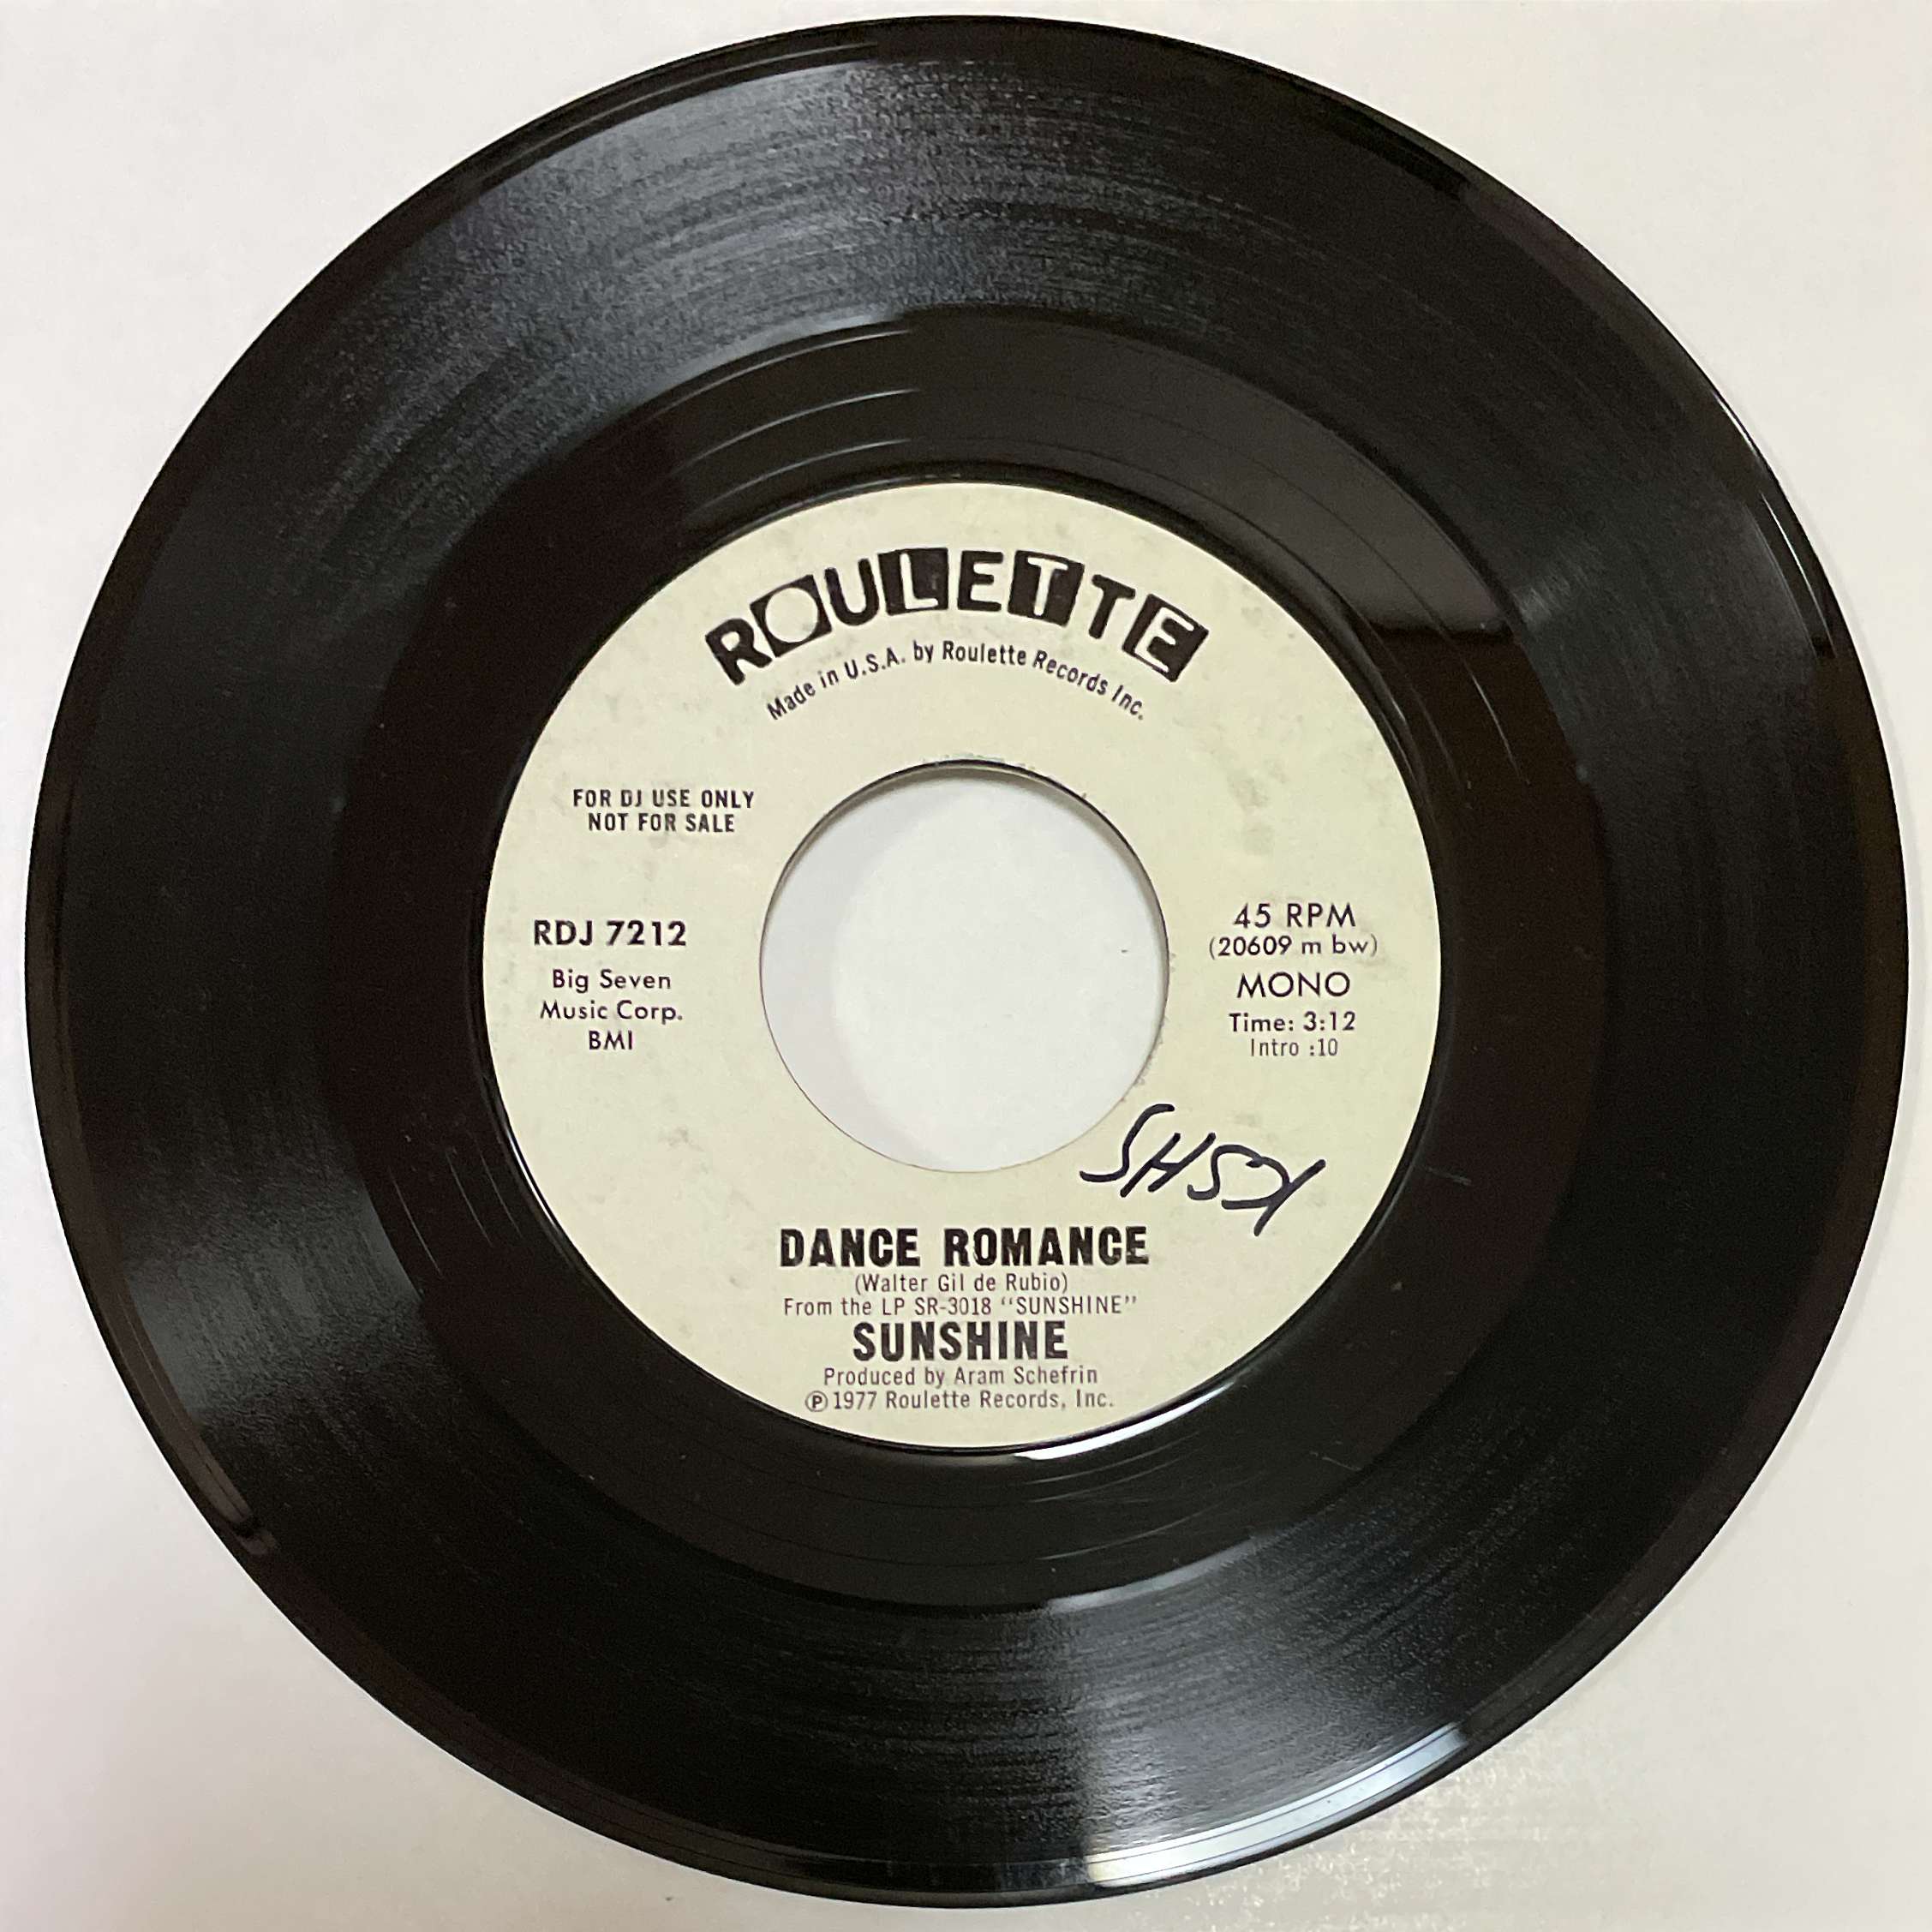 ROULETTE
Made in U.S.A. by Roulette Records Inc.
FOR DJ USE ONLY
NOT FOR SALE
RDJ 7212
Big Seven
Music Corp.
BMI
45 RPM
(20609 m bw)
MONO
Time: 3:12
Intro :10
KSHS
DANCE ROMANCE
(Walter Gil de Rubio)
From the LP SR-3018 "SUNSHINE"
SUNSHINE
Produced by Aram Schefrin
Ⓟ 1977 Roulette Records, Inc.